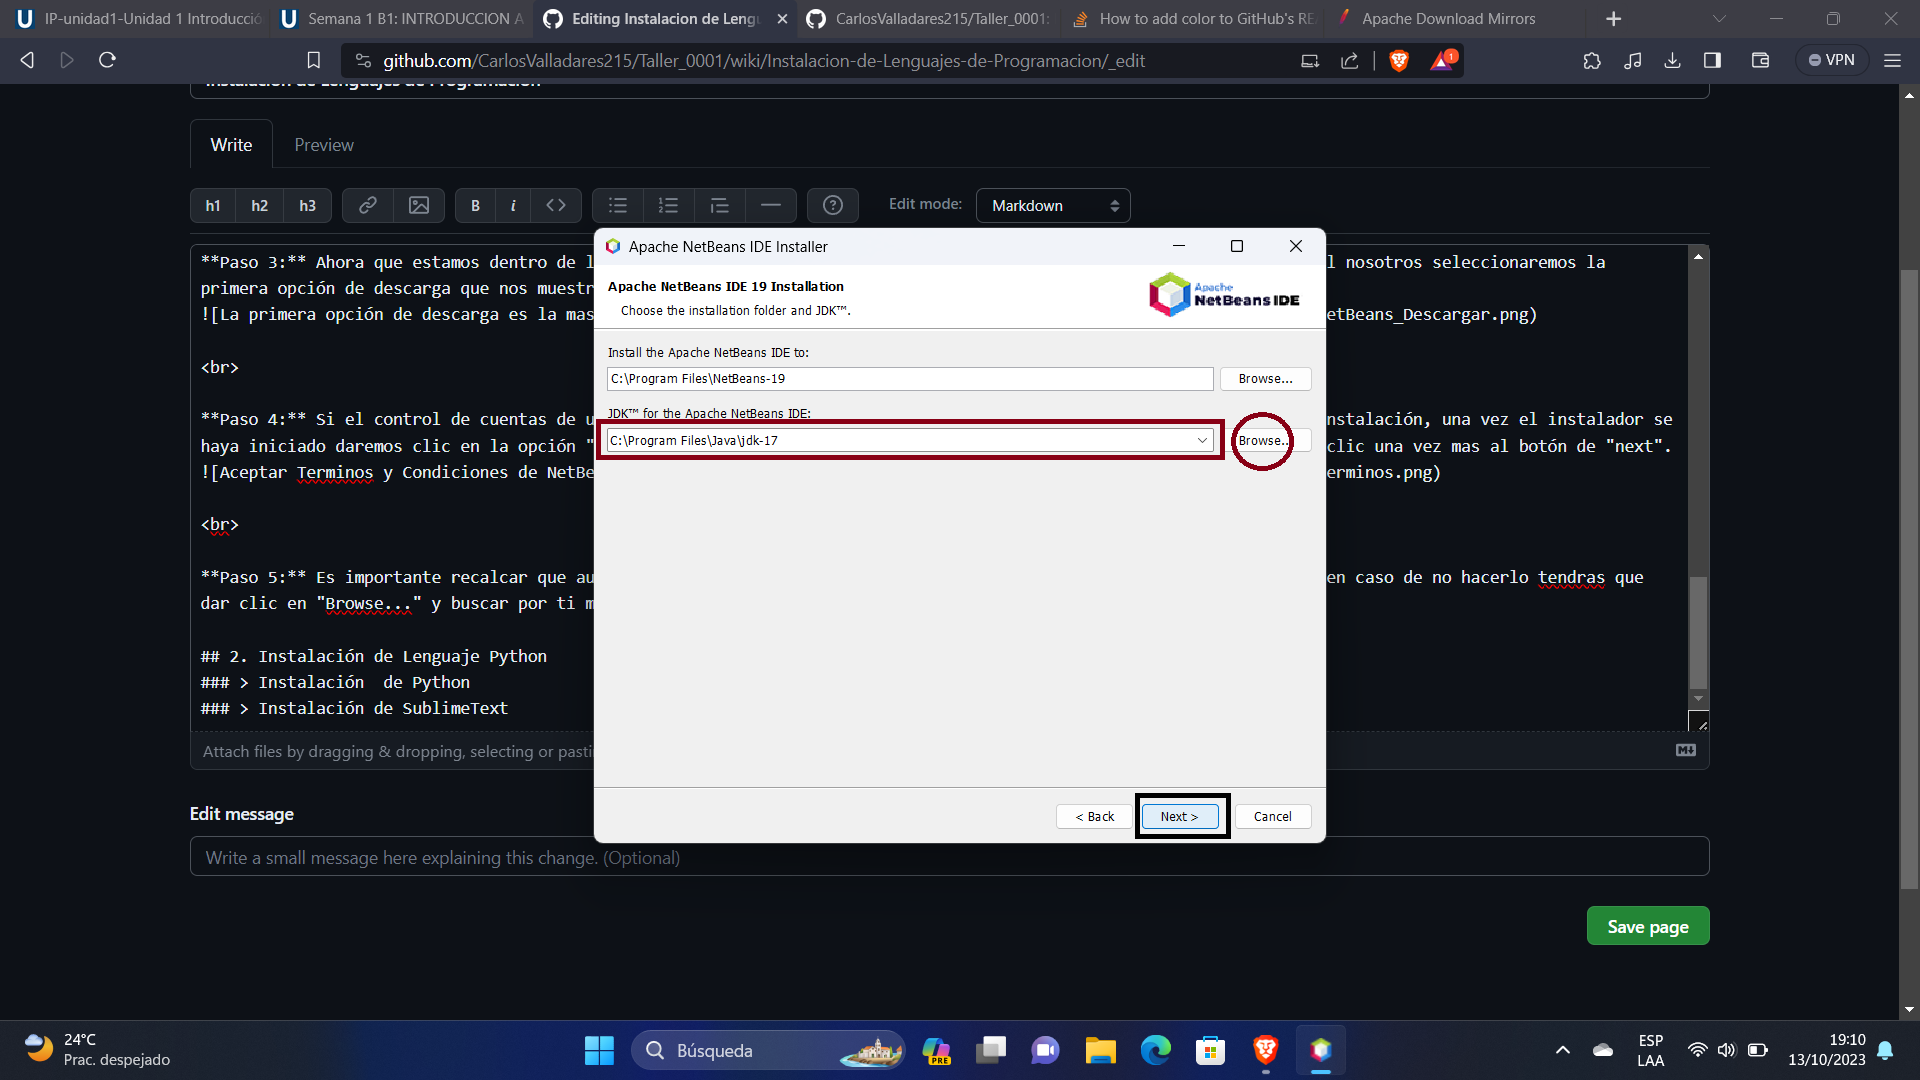 IP-unidad1-Unidad 1 Introducció
Semana 1 B1: INTRODUCCION A
Editing Instalacion de Leng
CarlosValladares215/Taller_0001:
How to add color to GitHub's RE
Apache Download Mirrors
github.com/CarlosValladares215/Taller_0001/wiki/Instalacion-de-Lenguajes-de-Programacion/_edit
1
VPN
Instalación de Lenguajes de Programación
Write
Preview
h1
h2
h3
B
i
Edit mode:
Markdown
**Paso 3:** Ahora que estamos dentro de l
l nosotros seleccionaremos la
primera opción de descarga que nos muestr
![La primera opción de descarga es la mas
etBeans_Descargar.png)
<br>
**Paso 4:** Si el control de cuentas de u
nstalación, una vez el instalador se
haya iniciado daremos clic en la opción "
clic una vez mas al botón de "next".
![Aceptar Terminos y Condiciones de NetBe
erminos.png)
<br>
**Paso 5:** Es importante recalcar que au
en caso de no hacerlo tendras que
dar clic en "Browse..." y buscar por ti m
## 2. Instalación de Lenguaje Python
### > Instalación  de Python
### > Instalación de SublimeText
Attach files by dragging & dropping, selecting or pasti
Edit message
Write a small message here explaining this change. (Optional)
Save page
Apache NetBeans IDE Installer
Apache NetBeans IDE 19 Installation
Choose the installation folder and JDK™.
Apache
NetBeans IDE
Install the Apache NetBeans IDE to:
C:\Program Files\NetBeans-19
Browse...
JDK™ for the Apache NetBeans IDE:
C:\Program Files\Java\jdk-17
Browse...
< Back
Next >
Cancel
24°C
Prac. despejado
Búsqueda
PRE
ESP
LAA
19:10
13/10/2023